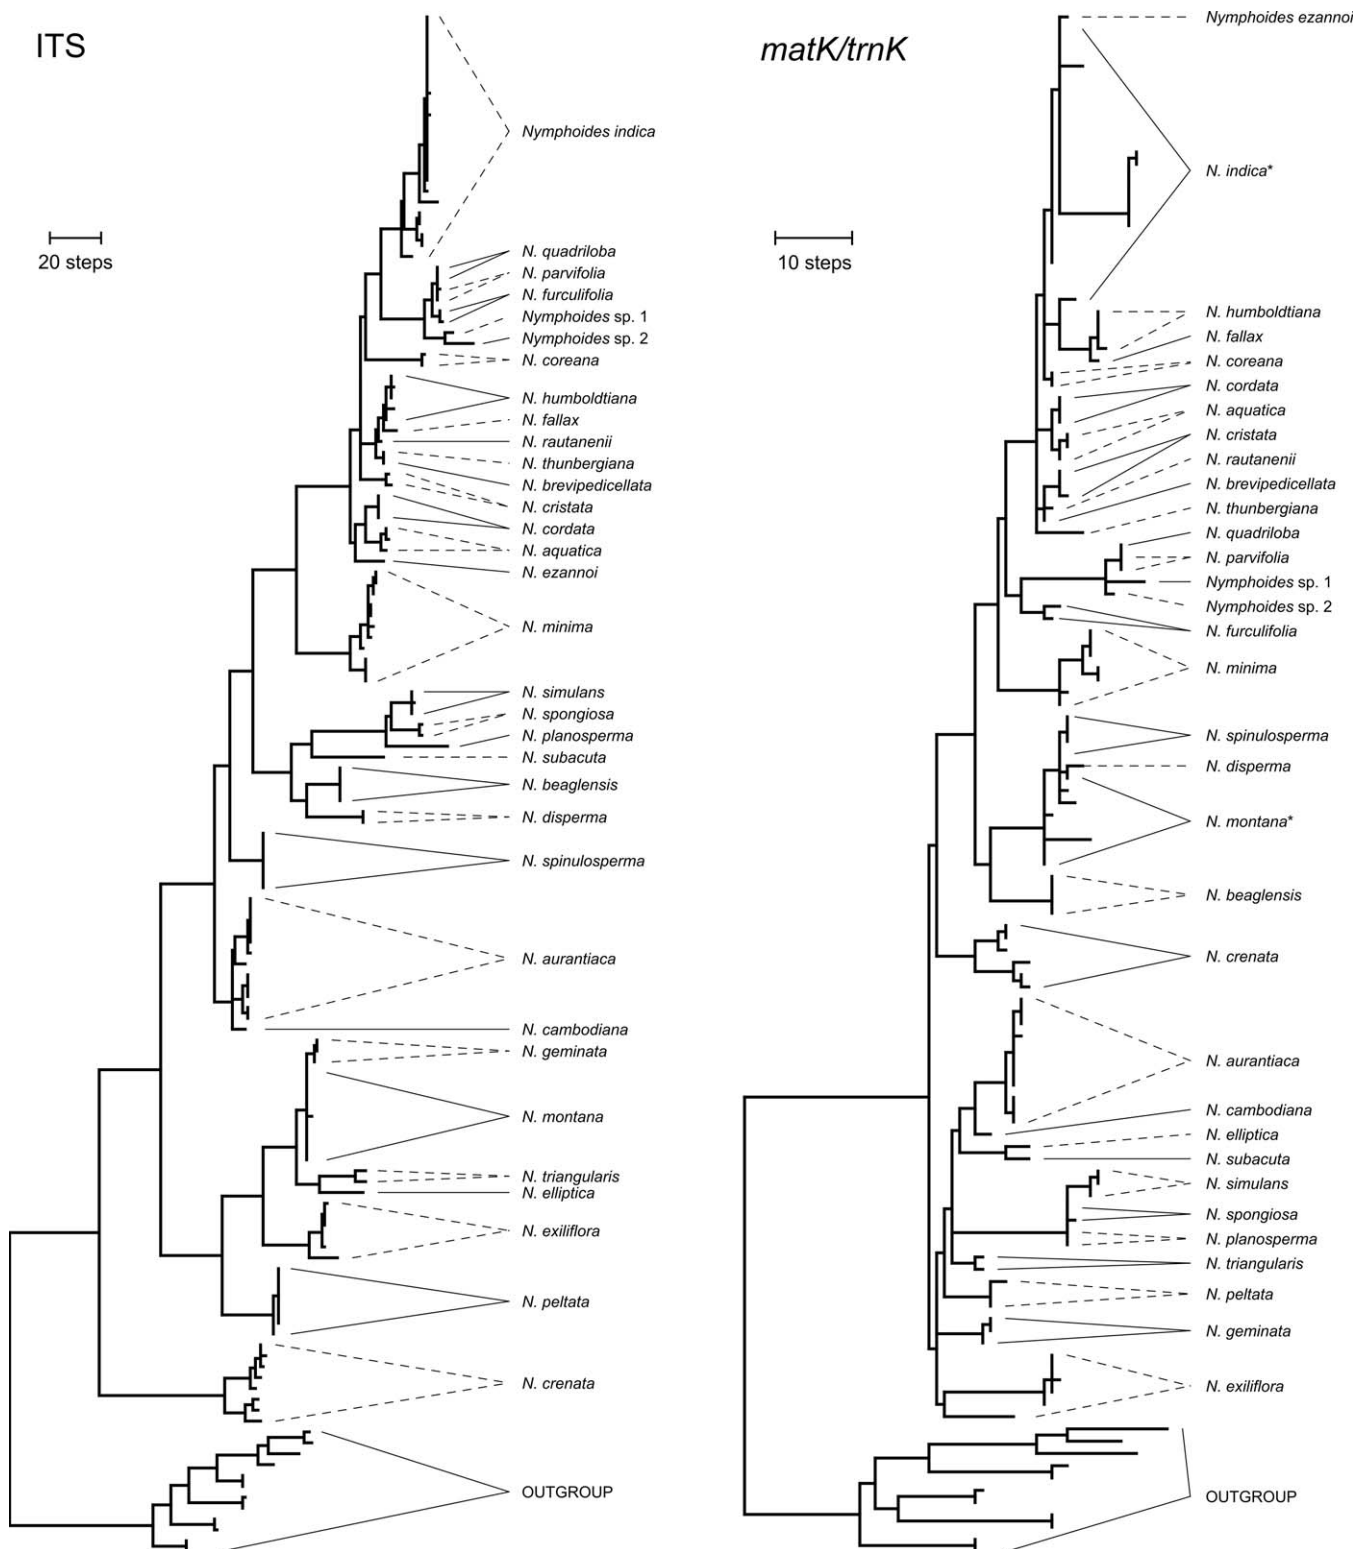 ITS
20 steps
Nymphoides indica
N. quadriloba
N. parvifolia
N. furculifolia
Nymphoides sp. 1
Nymphoides sp. 2
N. coreana
N. humboldtiana
N. fallax
N. rautanenii
N. thunbergiana
N. brevipedicellata
N. cristata
N. cordata
N. aquatica
N. ezannoi
N. minima
N. simulans
N. spongiosa
N. planosperma
N. subacuta
N. beaglensis
N. disperma
N. spinulosperma
N. aurantiaca
N. cambodiana
N. geminata
N. montana
N. triangularis
N. elliptica
N. exiliflora
N. peltata
N. crenata
OUTGROUP
matK/trnK
10 steps
Nymphoides ezannoi
N. indica*
N. humboldtiana
N. fallax
N. coreana
N. cordata
N. aquatica
N. cristata
N. rautanenii
N. brevipedicellata
N. thunbergiana
N. quadriloba
N. parvifolia
Nymphoides sp. 1
Nymphoides sp. 2
N. furculifolia
N. minima
N. spinulosperma
N. disperma
N. montana*
N. beaglensis
N. crenata
N. aurantiaca
N. cambodiana
N. elliptica
N. subacuta
N. simulans
N. spongiosa
N. planosperma
N. triangularis
N. peltata
N. geminata
N. exiliflora
OUTGROUP